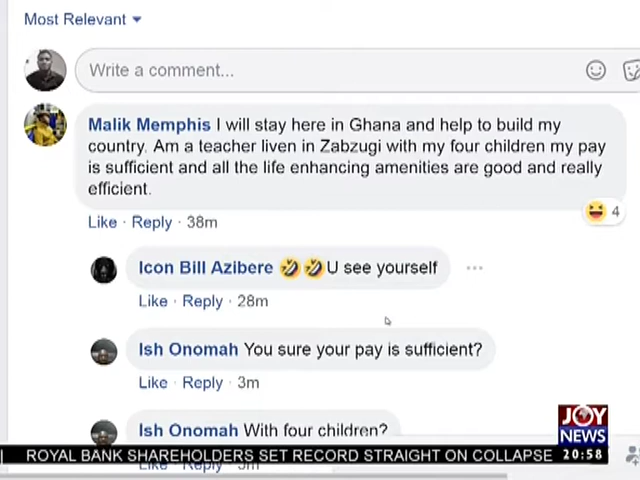 Most Relevant
Write a comment...
Malik Memphis I will stay here in Ghana and help to build my
country. Am a teacher liven in Zabzugi with my four children my pay
is sufficient and all the life enhancing amenities are good and really
efficient.
4
Like · Reply · 38m
Icon Bill Azibere 🤣🤣U see yourself
Like · Reply · 28m
Ish Onomah You sure your pay is sufficient?
Like · Reply · 3m
Ish Onomah With four children?
JOY
NEWS
ROYAL BANK SHAREHOLDERS SET RECORD STRAIGHT ON COLLAPSE
20:58
Like · Reply · 3m